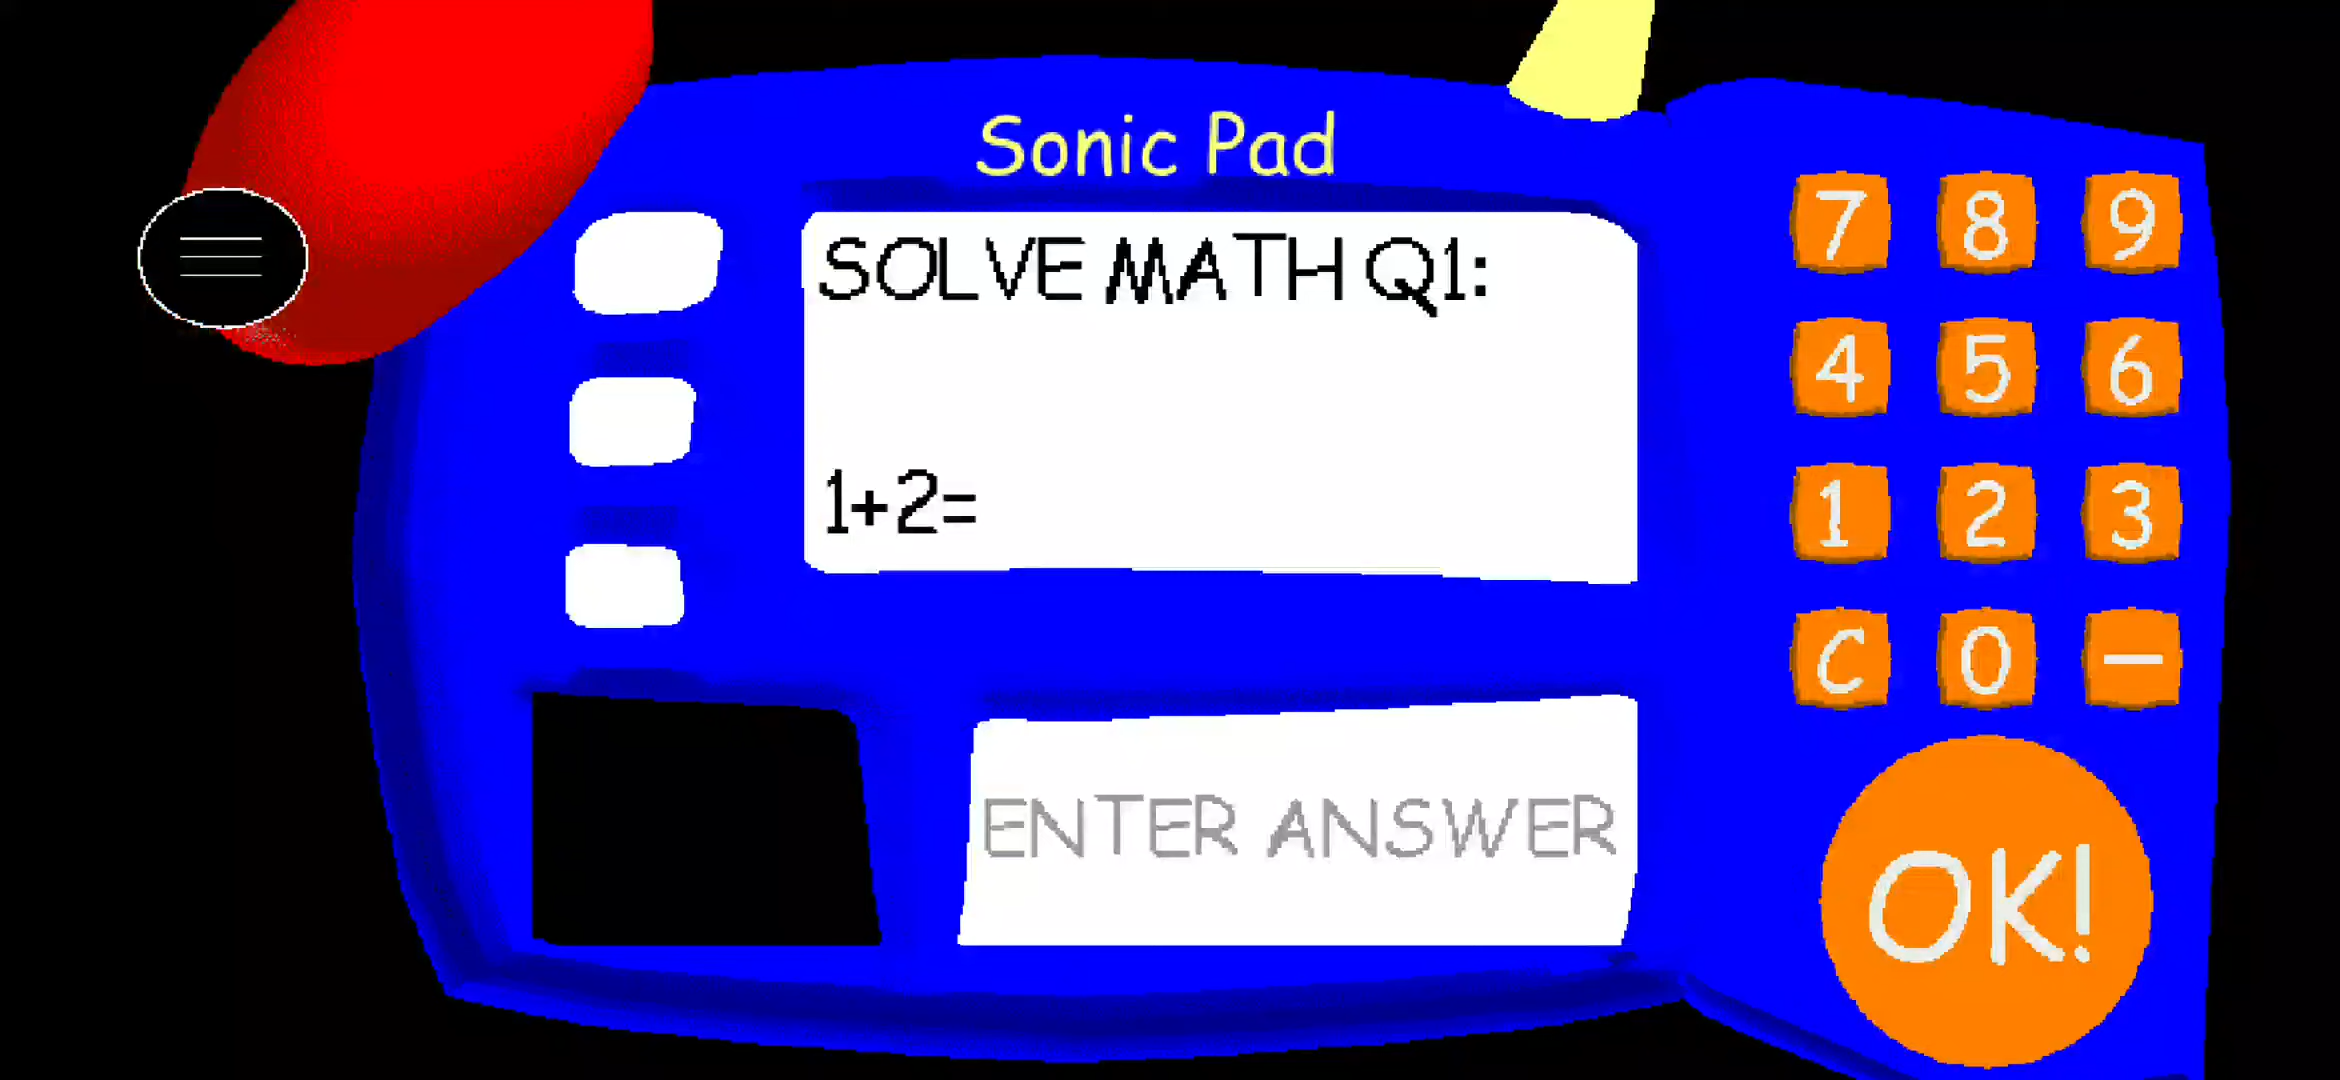 Sonic Pad
SOLVE MATH Q1:
1+2=
ENTER ANSWER
7 8 9
4 5 6
1 2 3
C 0 –
OK!